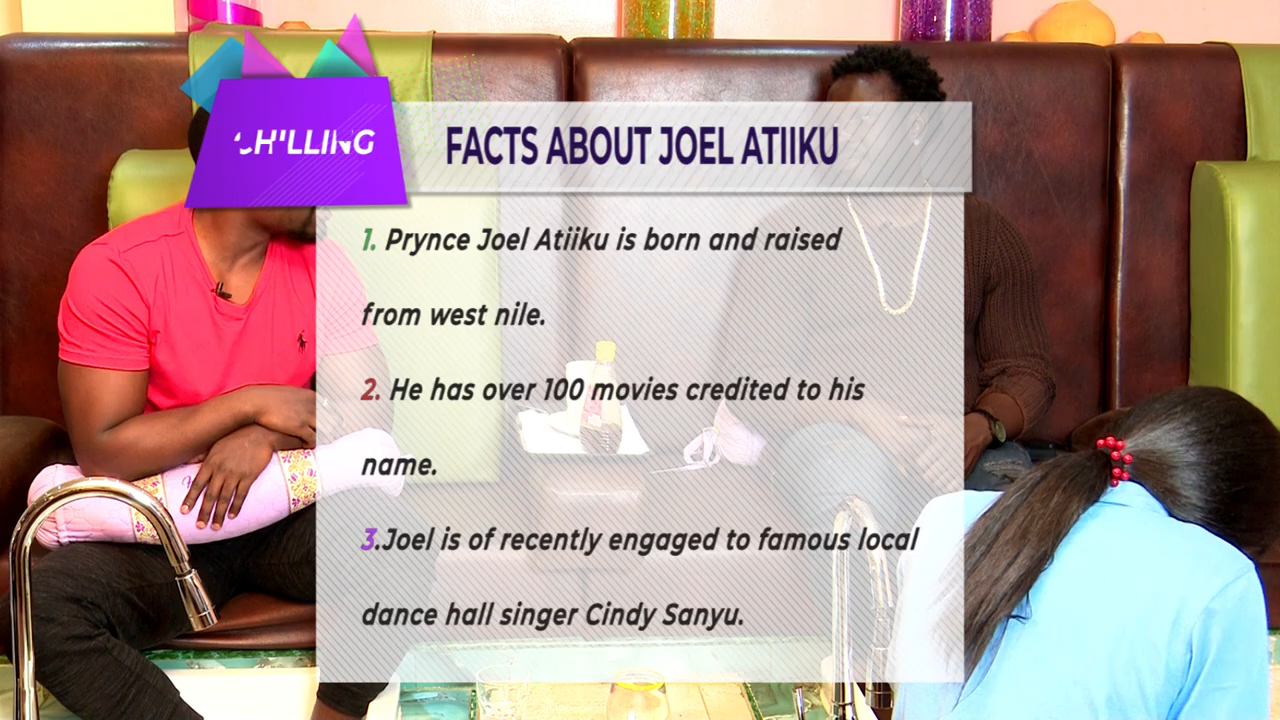 CHILLING
FACTS ABOUT JOEL ATIIKU
1. Prynce Joel Atiiku is born and raised
from west nile.
2. He has over 100 movies credited to his
name.
3.Joel is of recently engaged to famous local
dance hall singer Cindy Sanyu.